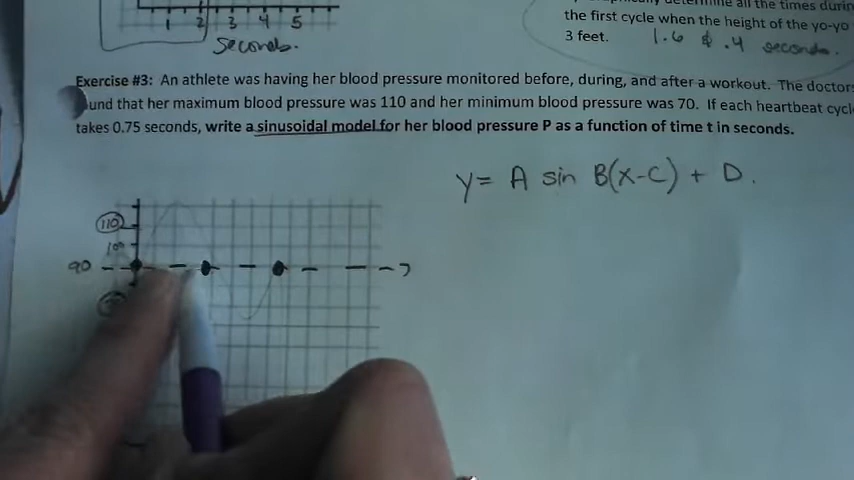 1 2 3 4 5
Seconds.
determine all the times durin
the first cycle when the height of the yo-yo
3 feet. 1.6 & .4 seconds.
Exercise #3: An athlete was having her blood pressure monitored before, during, and after a workout. The doctors
und that her maximum blood pressure was 110 and her minimum blood pressure was 70. If each heartbeat cycl
takes 0.75 seconds, write a sinusoidal model for her blood pressure P as a function of time t in seconds.
y = A sin B(x-C) + D.
110
100
90